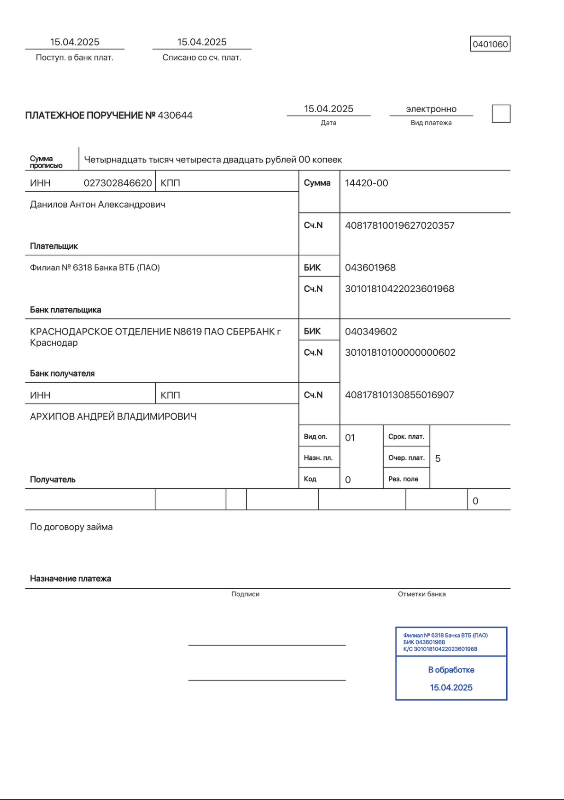 15.04.2025 15.04.2025 0401060
Поступ. в банк плат. Списано со сч. плат.
ПЛАТЕЖНОЕ ПОРУЧЕНИЕ № 430644 15.04.2025 электронно
Дата Вид платежа
Сумма прописью Четырнадцать тысяч четыреста двадцать рублей 00 копеек
ИНН 027302846620 КПП Сумма 14420-00
Данилов Антон Александрович
Сч.N 40817810019627020357
Плательщик
Филиал № 6318 Банка ВТБ (ПАО) БИК 043601968
Сч.N 30101810422023601968
Банк плательщика
КРАСНОДАРСКОЕ ОТДЕЛЕНИЕ N8619 ПАО СБЕРБАНК г БИК 040349602
Краснодар
Сч.N 30101810100000000602
Банк получателя
ИНН КПП Сч.N 40817810130855016907
АРХИПОВ АНДРЕЙ ВЛАДИМИРОВИЧ
Вид оп. 01 Срок. плат.
Назн. пл. Очер. плат. 5
Получатель Код 0 Рез. поле
0
По договору займа
Назначение платежа
Подписи Отметки банка
Филиал № 6318 Банка ВТБ (ПАО)
БИК 043601968
К/С 30101810422023601968
В обработке
15.04.2025